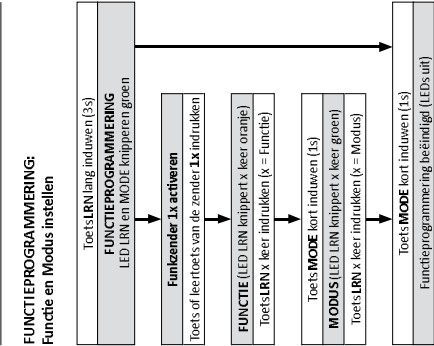 FUNCTIEPROGRAMMERING:
Functie en Modus instellen
Toets LRN lang induwen (3s)
FUNCTIEPROGRAMMERING
LED LRN en MODE knipperen groen
Funkzender 1x activeren
Toets of leertoets van de zender 1x indrukken
FUNCTIE (LED LRN knippert x keer oranje)
Toets LRN x keer indrukken (x = Functie)
Toets MODE kort induwen (1s)
MODUS (LED LRN knippert x keer groen)
Toets LRN x keer indrukken (x = Modus)
Toets MODE kort induwen (1s)
Functieprogrammering beëindigd (LEDs uit)